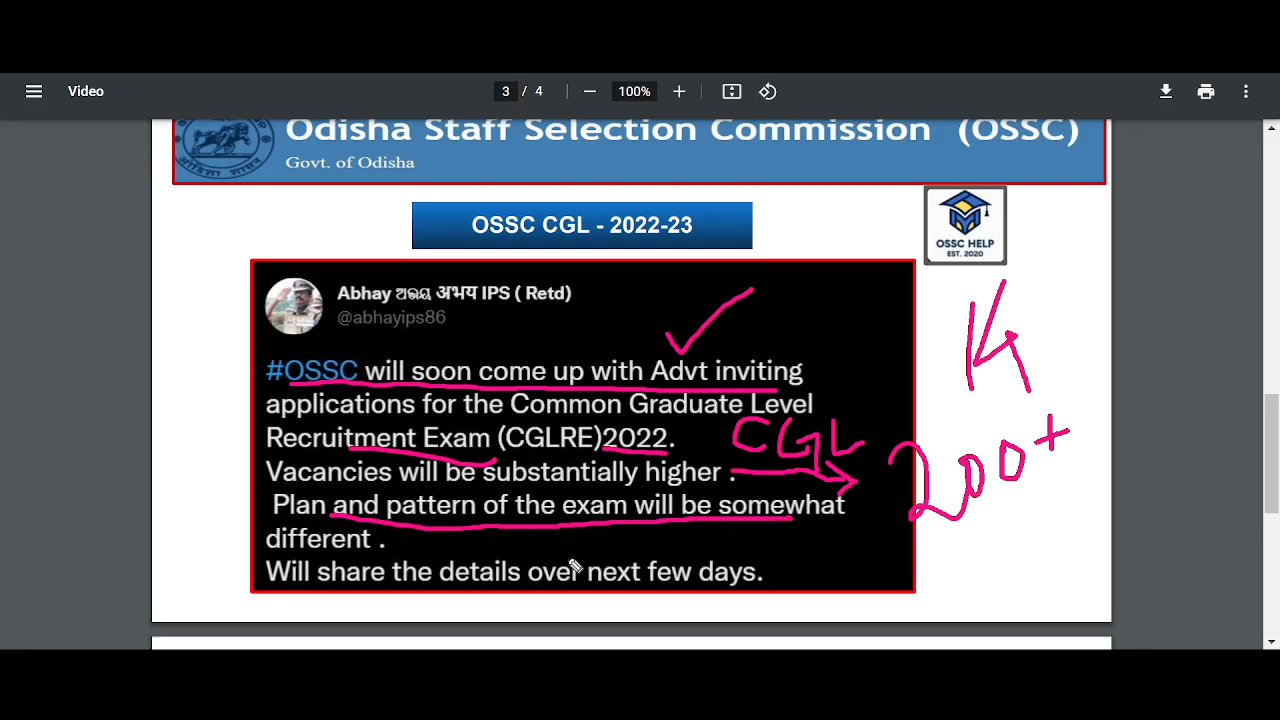 Video
3 / 4
100%
Odisha Staff Selection Commission (OSSC)
Govt. of Odisha
OSSC CGL - 2022-23
OSSC HELP
EST. 2020
Abhay ଅଭୟ अभय IPS ( Retd)
@abhayips86
#OSSC will soon come up with Advt inviting
applications for the Common Graduate Level
Recruitment Exam (CGLRE)2022.
CGL
Vacancies will be substantially higher .
200+
Plan and pattern of the exam will be somewhat
different .
Will share the details over next few days.